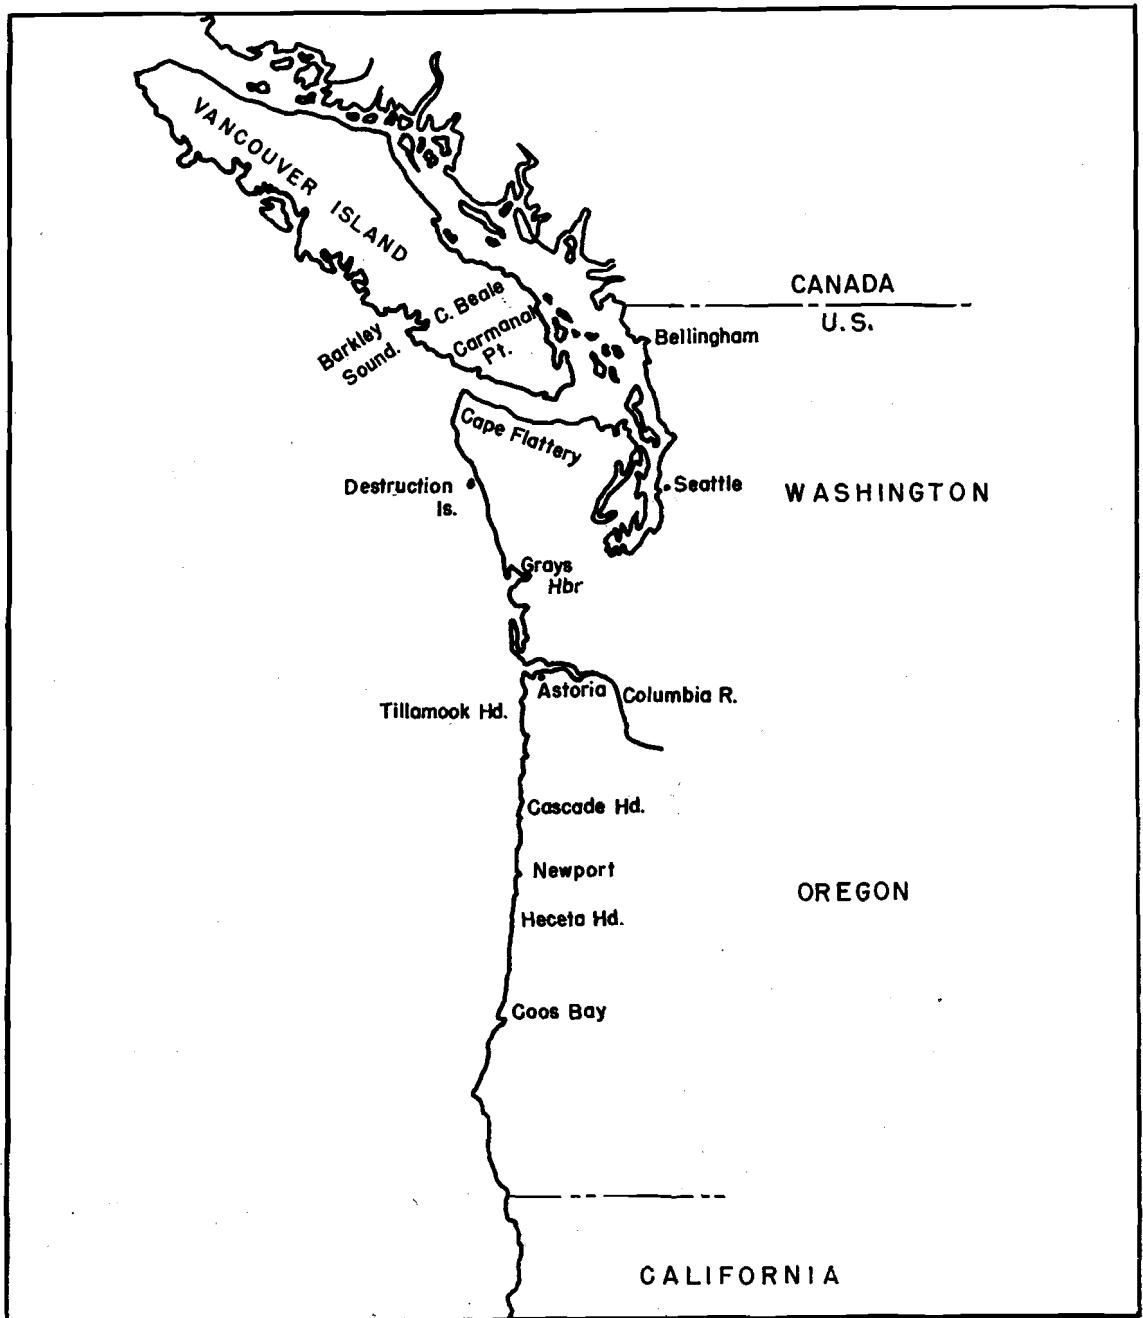 VANCOUVER
ISLAND
C. Beale
Carmanah
Pt.
Barkley
Sound.
CANADA
U.S.
Bellingham
Cape Flattery
Destruction
Is.
Seattle
WASHINGTON
Grays
Hbr
Astoria
Columbia R.
Tillamook Hd.
Cascade Hd.
Newport
OREGON
Heceta Hd.
Coos Bay
CALIFORNIA